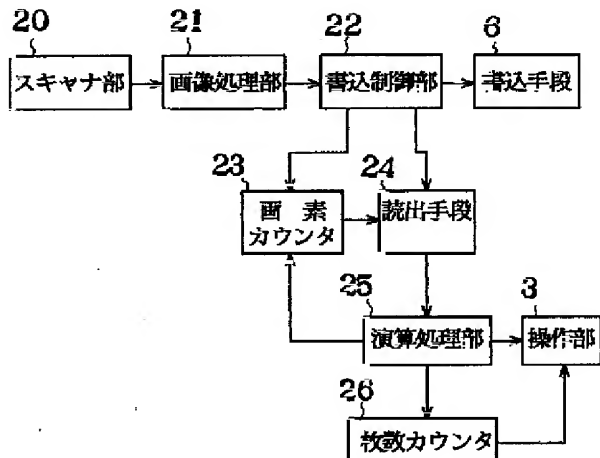 20
21
22
6
スキャナ部
画像処理部
書込制御部
書込手段
23
24
画素
カウンタ
読出手段
25
3
演算処理部
操作部
26
枚数カウンタ